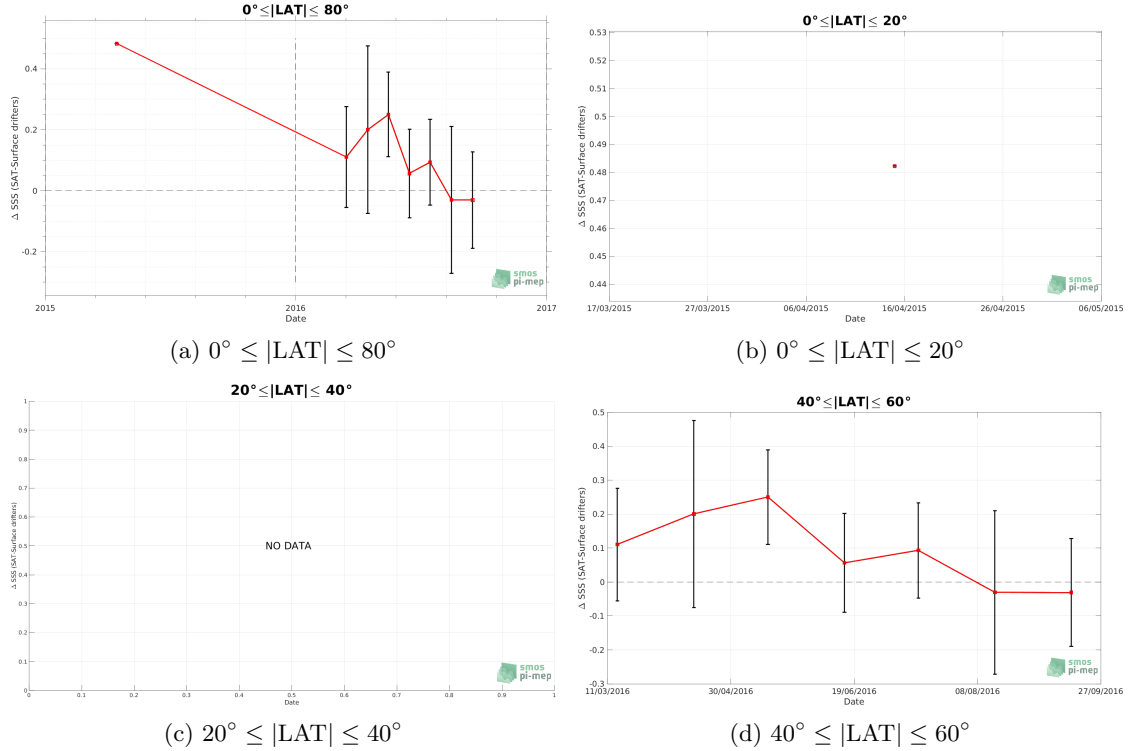 0°≤|LAT|≤ 80°
Δ SSS (SAT-Surface drifters)
0.4
0.2
0
-0.2
2015
2016
2017
Date
smos
pi-mep
(a) 0° ≤ |LAT| ≤ 80°
0°≤|LAT|≤ 20°
Δ SSS (SAT-Surface drifters)
0.53
0.52
0.51
0.5
0.49
0.48
0.47
0.46
0.45
0.44
17/03/2015
27/03/2015
06/04/2015
16/04/2015
26/04/2015
06/05/2015
Date
smos
pi-mep
(b) 0° ≤ |LAT| ≤ 20°
20°≤|LAT|≤ 40°
Δ SSS (SAT-Surface drifters)
1
0.9
0.8
0.7
0.6
0.5
0.4
0.3
0.2
0.1
0
NO DATA
0
0.1
0.2
0.3
0.4
0.5
0.6
0.7
0.8
0.9
1
Date
smos
pi-mep
(c) 20° ≤ |LAT| ≤ 40°
40°≤|LAT|≤ 60°
Δ SSS (SAT-Surface drifters)
0.5
0.4
0.3
0.2
0.1
0
-0.1
-0.2
-0.3
11/03/2016
30/04/2016
19/06/2016
08/08/2016
27/09/2016
Date
smos
pi-mep
(d) 40° ≤ |LAT| ≤ 60°